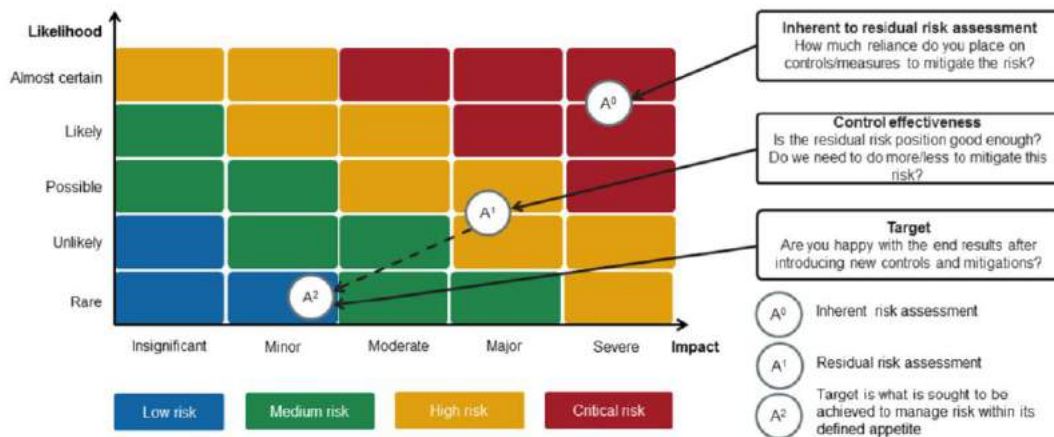 Likelihood
Almost certain
Likely
Possible
Unlikely
Rare
A⁰
A¹
A²
Insignificant
Minor
Moderate
Major
Severe
Impact
Low risk
Medium risk
High risk
Critical risk
Inherent to residual risk assessment
How much reliance do you place on
controls/measures to mitigate the risk?
Control effectiveness
Is the residual risk position good enough?
Do we need to do more/less to mitigate this
risk?
Target
Are you happy with the end results after
introducing new controls and mitigations?
A⁰ Inherent risk assessment
A¹ Residual risk assessment
A² Target is what is sought to be
achieved to manage risk within its
defined appetite